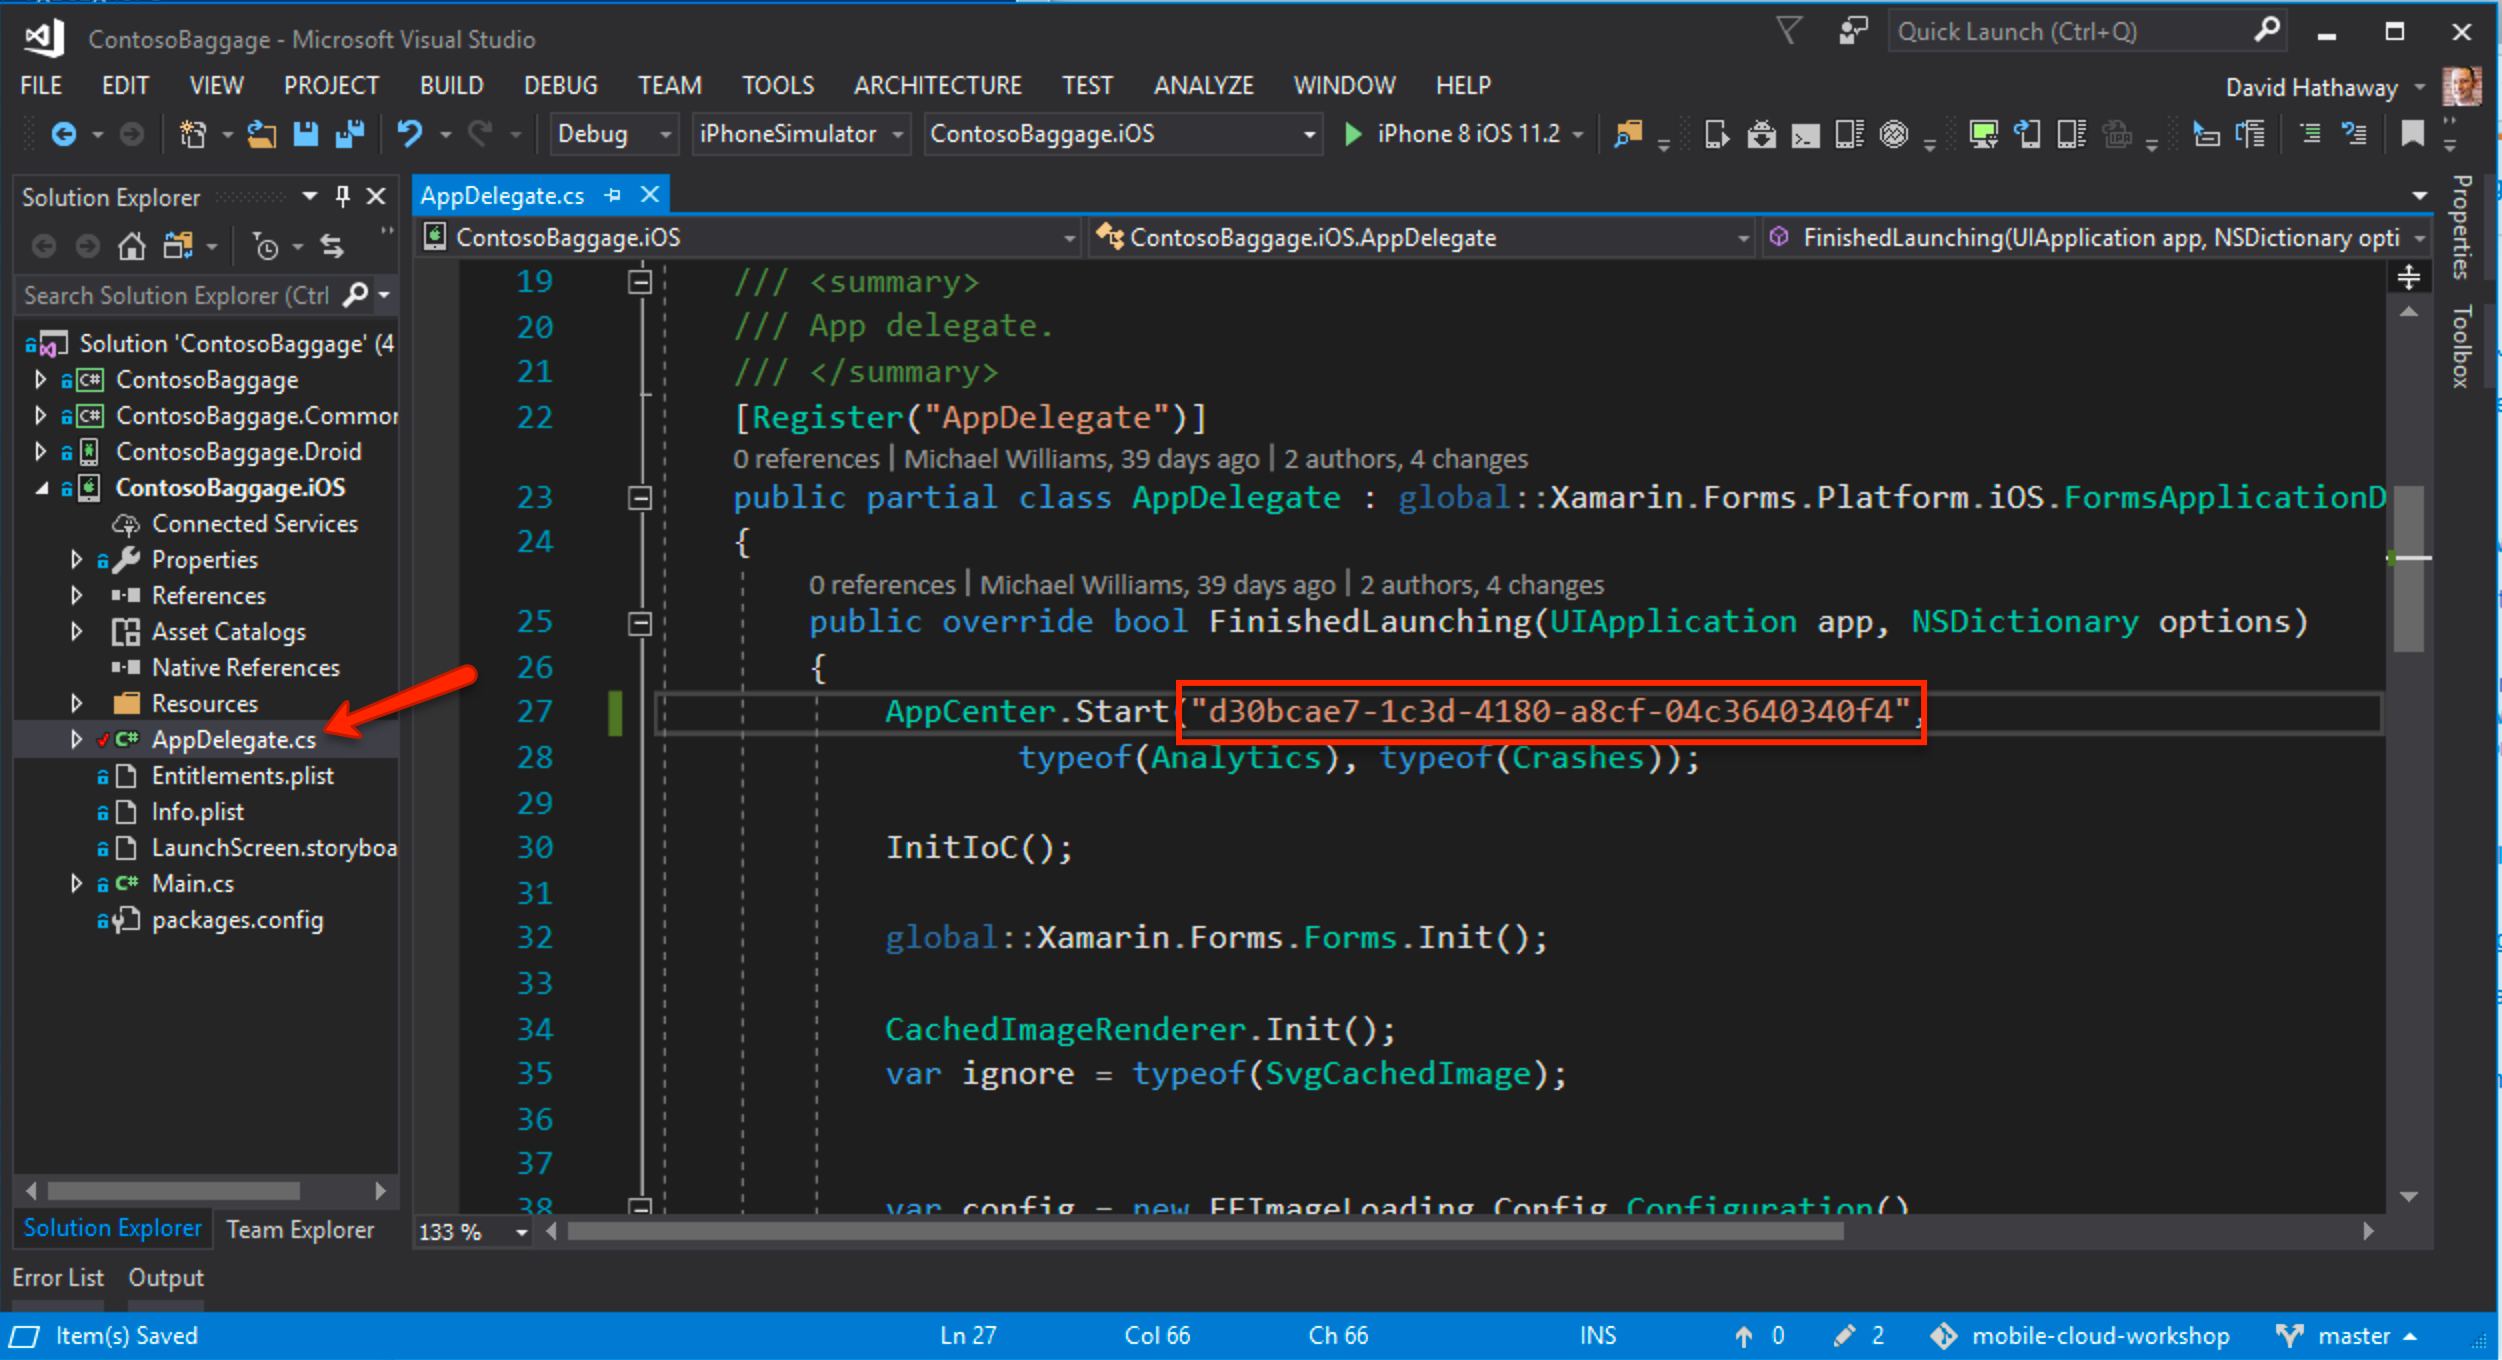 ContosoBaggage - Microsoft Visual Studio
Quick Launch (Ctrl+Q)
FILE EDIT VIEW PROJECT BUILD DEBUG TEAM TOOLS ARCHITECTURE TEST ANALYZE WINDOW HELP
David Hathaway
Debug iPhoneSimulator ContosoBaggage.iOS iPhone 8 iOS 11.2
Solution Explorer
Search Solution Explorer (Ctrl
Solution 'ContosoBaggage' (4
ContosoBaggage
ContosoBaggage.Common
ContosoBaggage.Droid
ContosoBaggage.iOS
Connected Services
Properties
References
Asset Catalogs
Native References
Resources
AppDelegate.cs
Entitlements.plist
Info.plist
LaunchScreen.storyboa
Main.cs
packages.config
Solution Explorer Team Explorer
AppDelegate.cs
ContosoBaggage.iOS ContosoBaggage.iOS.AppDelegate FinishedLaunching(UIApplication app, NSDictionary opti
19 /// <summary>
20 /// App delegate.
21 /// </summary>
22 [Register("AppDelegate")]
0 references | Michael Williams, 39 days ago | 2 authors, 4 changes
23 public partial class AppDelegate : global::Xamarin.Forms.Platform.iOS.FormsApplicationD
24 {
0 references | Michael Williams, 39 days ago | 2 authors, 4 changes
25 public override bool FinishedLaunching(UIApplication app, NSDictionary options)
26 {
27 AppCenter.Start("d30bcae7-1c3d-4180-a8cf-04c3640340f4",
28 typeof(Analytics), typeof(Crashes));
29
30 InitIoC();
31
32 global::Xamarin.Forms.Forms.Init();
33
34 CachedImageRenderer.Init();
35 var ignore = typeof(SvgCachedImage);
36
37
38 var config = new FFImageLoading.Config.Configuration()
133 %
Properties
Toolbox
Error List Output
Item(s) Saved Ln 27 Col 66 Ch 66 INS 0 2 mobile-cloud-workshop master